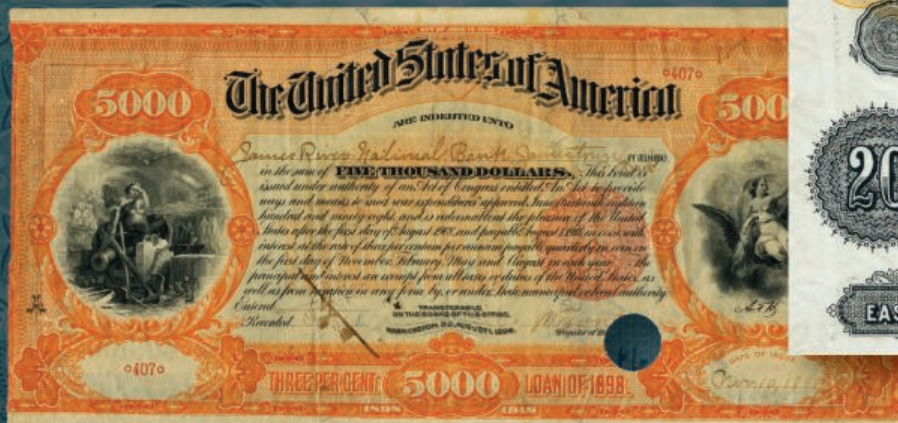 5000
The United States of America
°407°
500
ARE INDEBTED UNTO
James River National Bank Jamestown
in the sum of FIVE THOUSAND DOLLARS. This bond is
issued under authority of an Act of Congress entitled, An Act to provide
ways and means to meet war expenditures approved, June thirteenth eighteen
hundred and ninety-eight, and is redeemable at the pleasure of the United
States after the first day of August 1908, and payable August 1, 1918, in coin with
interest at the rate of three per centum per annum payable quarterly in coin on
the first day of November, February, May and August in each year. The
principal and interest are exempt from all taxes or duties of the United States, as
well as from taxation in any form by, or under, State, municipal or local authority
Entered
TRANSFERABLE
ON THE BOOKS OF THIS OFFICE.
Recorded
WASHINGTON, D.C. AUGUST 1, 1898.
DATE OF ISSUE
°407°
THREE PER CENT 5000 LOAN OF 1898
1898 1918
20
EAS